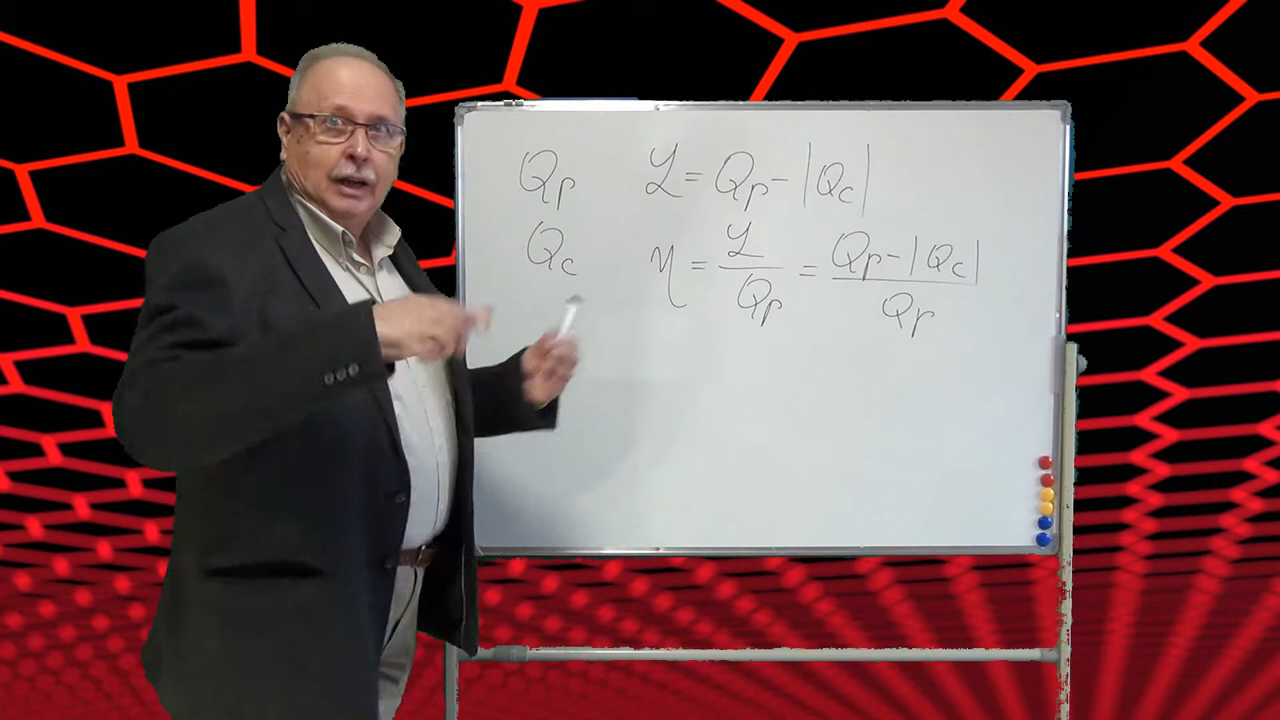 Qp L = Qp - |Qc|
Qc η = L/Qp = (Qp - |Qc|)/Qp